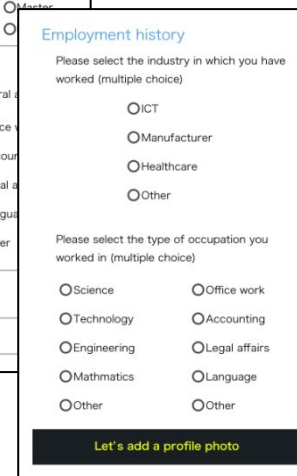 Master
Employment history
Please select the industry in which you have
worked (multiple choice)
ICT
Manufacturer
Healthcare
Other
Please select the type of occupation you
worked in (multiple choice)
Science
Office work
Technology
Accounting
Engineering
Legal affairs
Mathmatics
Language
Other
Other
Let's add a profile photo